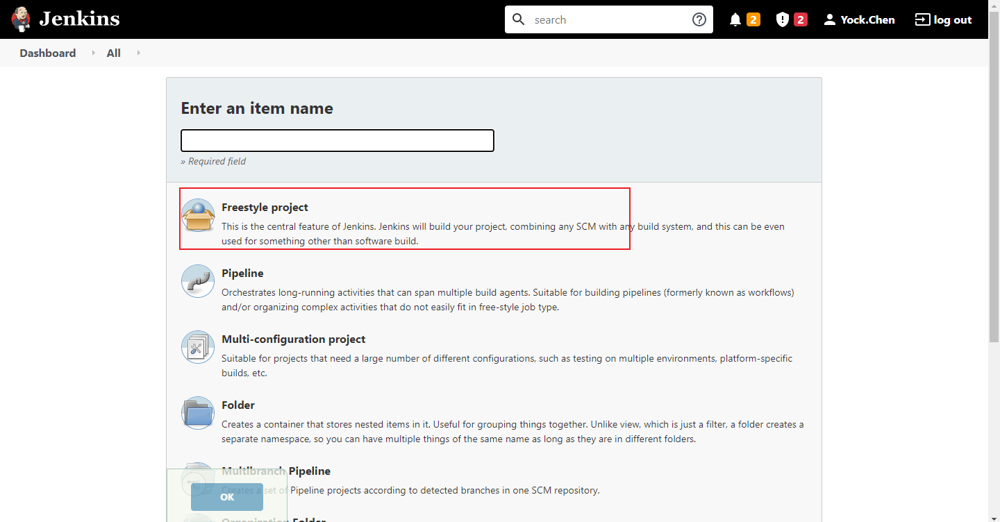 Jenkins
search
2
2
Yock.Chen
log out
Dashboard
All
Enter an item name
» Required field
Freestyle project
This is the central feature of Jenkins. Jenkins will build your project, combining any SCM with any build system, and this can be even
used for something other than software build.
Pipeline
Orchestrates long-running activities that can span multiple build agents. Suitable for building pipelines (formerly known as workflows)
and/or organizing complex activities that do not easily fit in free-style job type.
Multi-configuration project
Suitable for projects that need a large number of different configurations, such as testing on multiple environments, platform-specific
builds, etc.
Folder
Creates a container that stores nested items in it. Useful for grouping things together. Unlike view, which is just a filter, a folder creates a
separate namespace, so you can have multiple things of the same name as long as they are in different folders.
Multibranch Pipeline
Creates a set of Pipeline projects according to detected branches in one SCM repository.
OK
Organization Folder